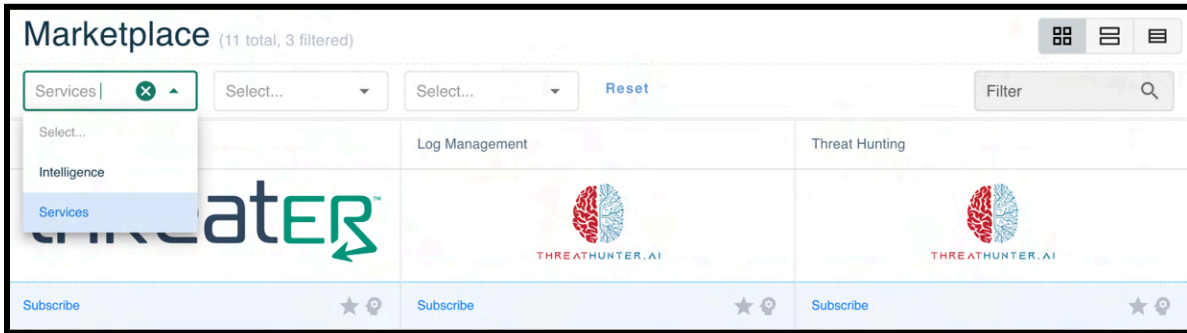 Marketplace (11 total, 3 filtered)
Services Select... Select... Reset Filter
Select...
Intelligence
Services
Log Management Threat Hunting
THREATHUNTER.AI THREATHUNTER.AI
Subscribe Subscribe Subscribe